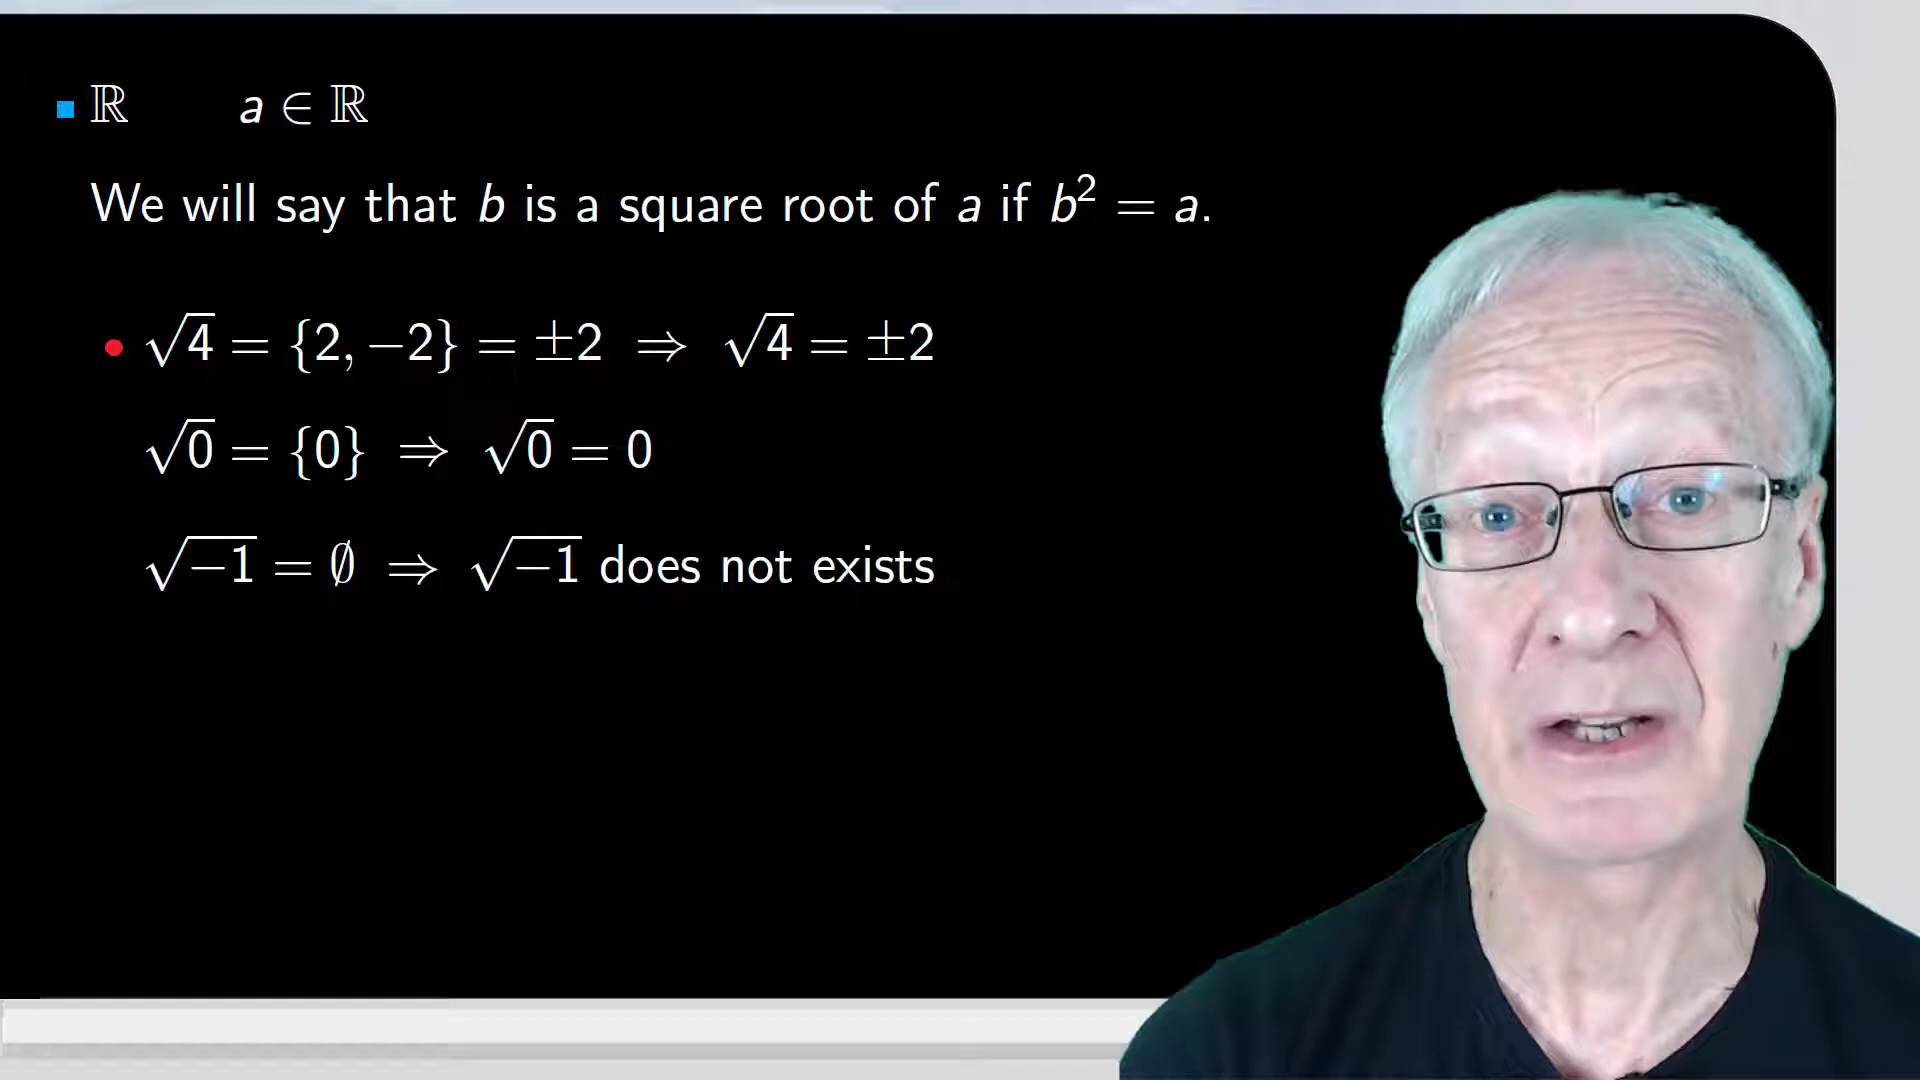 ℝ a ∈ ℝ
We will say that b is a square root of a if b² = a.
√4 = {2, −2} = ±2 ⇒ √4 = ±2
√0 = {0} ⇒ √0 = 0
√−1 = ∅ ⇒ √−1 does not exists